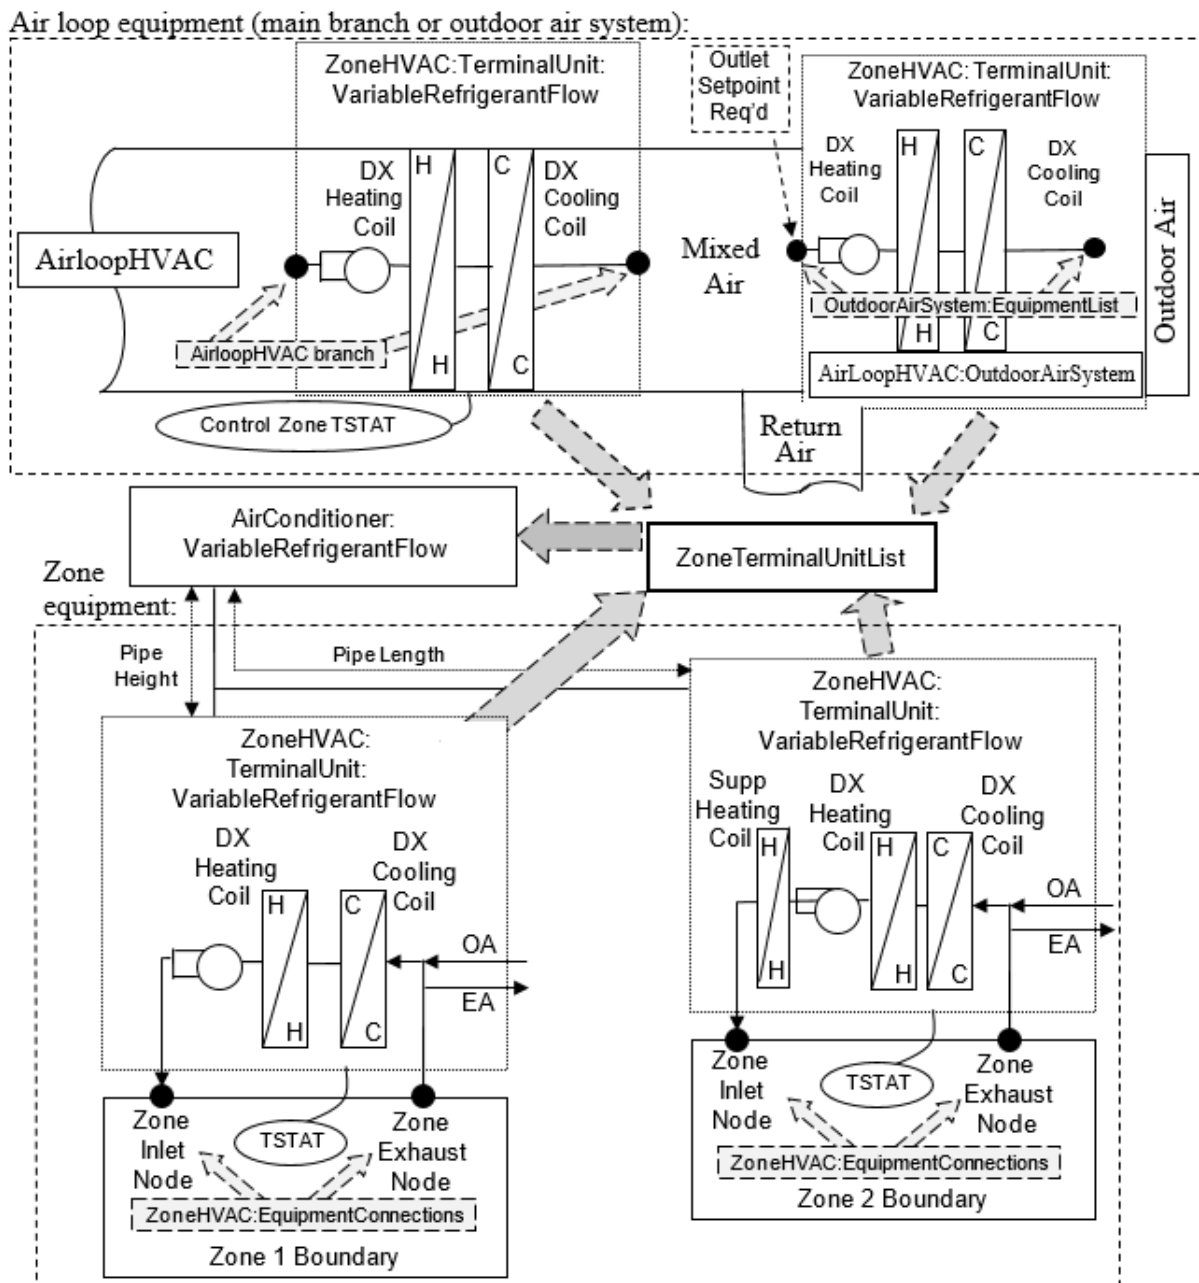 Air loop equipment (main branch or outdoor air system):
ZoneHVAC:TerminalUnit:
VariableRefrigerantFlow
Outlet
Setpoint
Req'd
ZoneHVAC: TerminalUnit:
VariableRefrigerantFlow
DX
Heating
Coil
H
H
C
C
DX
Cooling
Coil
DX
Heating
Coil
H
H
C
C
DX
Cooling
Coil
AirloopHVAC
Mixed
Air
Outdoor Air
AirloopHVAC branch
OutdoorAirSystem:EquipmentList
AirLoopHVAC:OutdoorAirSystem
Control Zone TSTAT
Return
Air
AirConditioner:
VariableRefrigerantFlow
ZoneTerminalUnitList
Zone
equipment:
Pipe
Height
Pipe Length
ZoneHVAC:
TerminalUnit:
VariableRefrigerantFlow
DX
Heating
Coil
DX
Cooling
Coil
H
H
C
C
OA
EA
Zone
Inlet
Node
TSTAT
Zone
Exhaust
Node
ZoneHVAC:EquipmentConnections
Zone 1 Boundary
ZoneHVAC:
TerminalUnit:
VariableRefrigerantFlow
Supp
Heating
Coil
DX
Heating
Coil
DX
Cooling
Coil
H
H
H
H
C
C
OA
EA
Zone
Inlet
Node
TSTAT
Zone
Exhaust
Node
ZoneHVAC:EquipmentConnections
Zone 2 Boundary